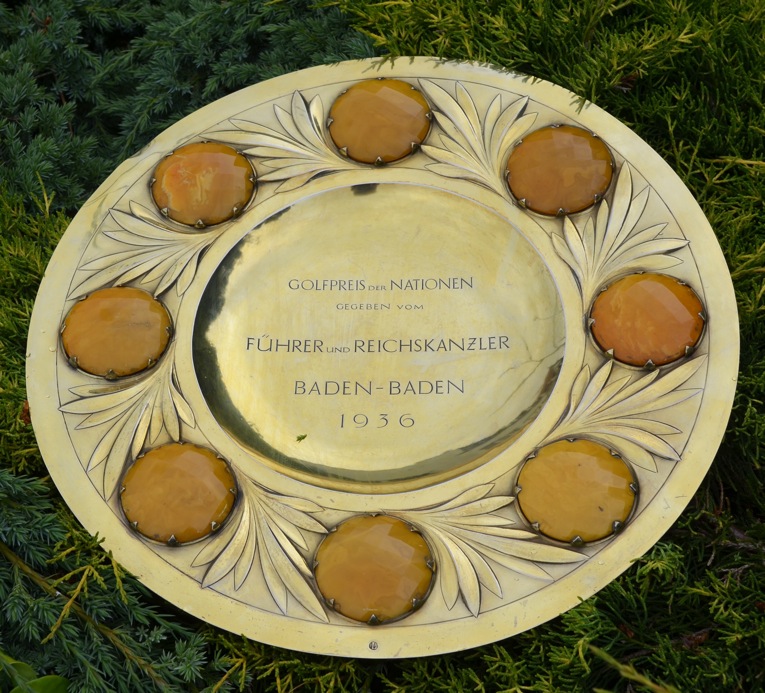 GOLFPREIS DER NATIONEN
GEGEBEN VOM
FÜHRER UND REICHSKANZLER
BADEN-BADEN
1936